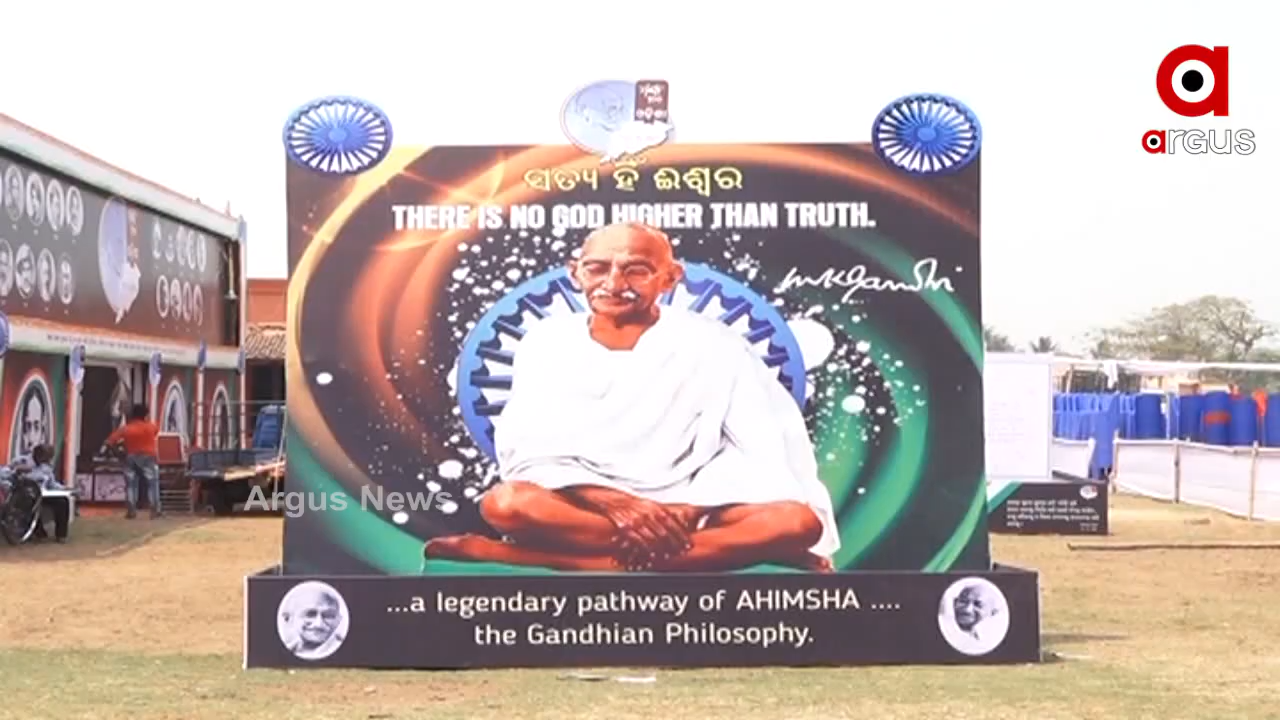 argus
ସତ୍ୟ ହିଁ ଈଶ୍ୱର
THERE IS NO GOD HIGHER THAN TRUTH.
MKGandhi
Argus News
...a legendary pathway of AHIMSHA ....
the Gandhian Philosophy.